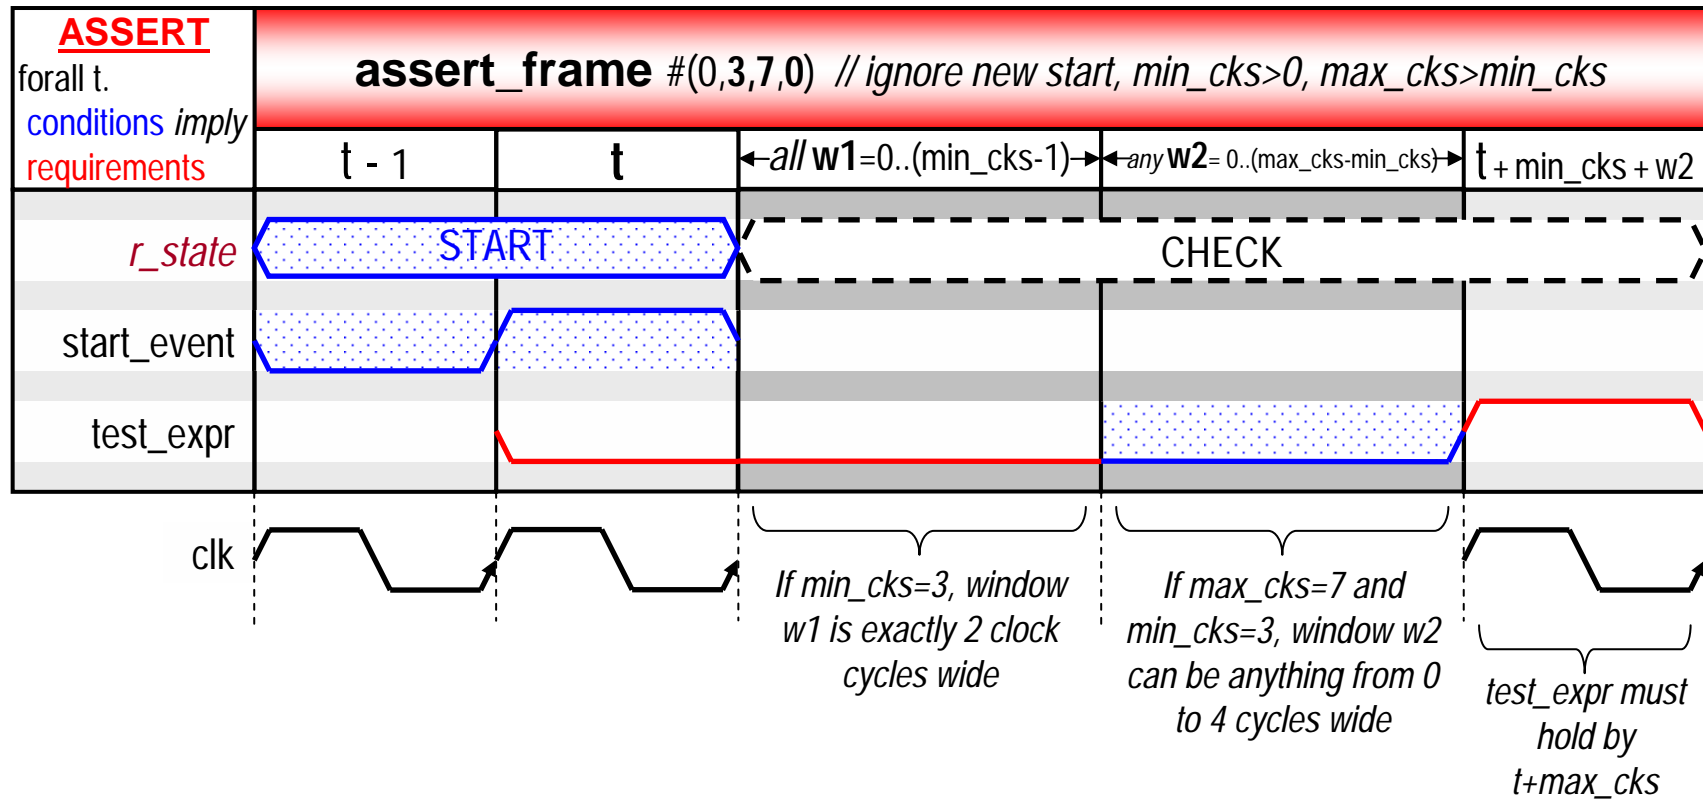 ASSERT
forall t.
conditions imply
requirements
assert_frame #(0,3,7,0) // ignore new start, min_cks>0, max_cks>min_cks
t - 1
t
all w1=0..(min_cks-1)
any w2= 0..(max_cks-min_cks)
t + min_cks + w2
r_state
START
CHECK
start_event
test_expr
clk
If min_cks=3, window
w1 is exactly 2 clock
cycles wide
If max_cks=7 and
min_cks=3, window w2
can be anything from 0
to 4 cycles wide
test_expr must
hold by
t+max_cks